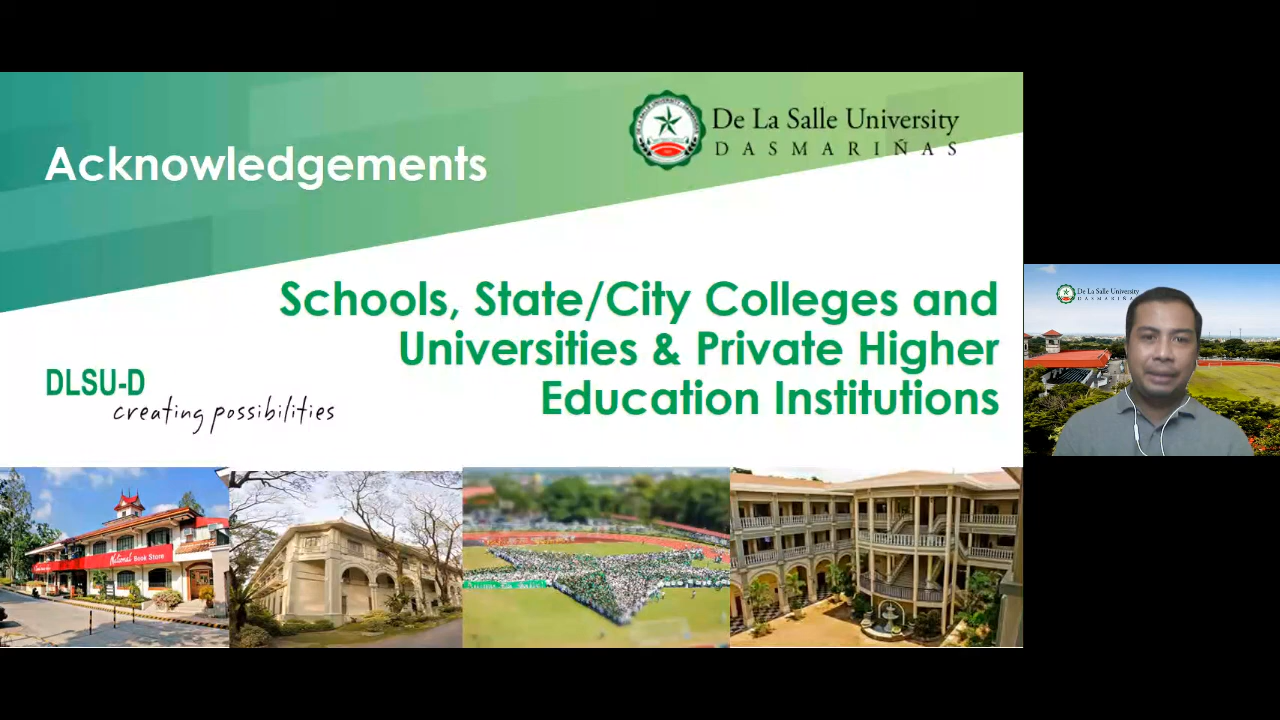 Acknowledgements
De La Salle University
DASMARIÑAS
Schools, State/City Colleges and
Universities & Private Higher
Education Institutions
DLSU-D
creating possibilities
De La Salle University
DASMARIÑAS
National Book Store